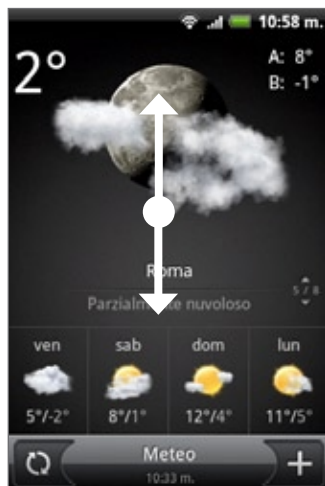 10:58 m.
2°
A: 8°
B: -1°
Roma
5 / 8
Parzialmente nuvoloso
ven sab dom lun
5°/-2° 8°/1° 12°/4° 11°/5°
Meteo
10:33 m.